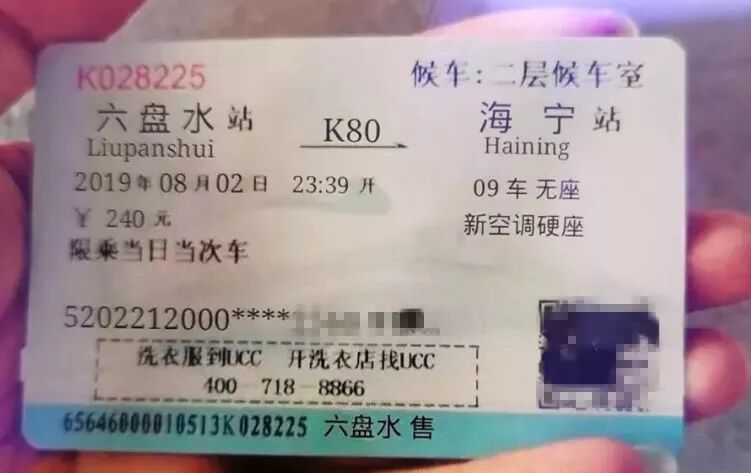 K028225 候车:二层候车室
六盘水站 K80 海宁站
Liupanshui Haining
2019年08月02日 23:39开 09车 无座
¥240元 新空调硬座
限乘当日当次车
5202212000****
洗衣服到UCC 开洗衣店找UCC
400-718-8866
65646000010513K028225 六盘水售